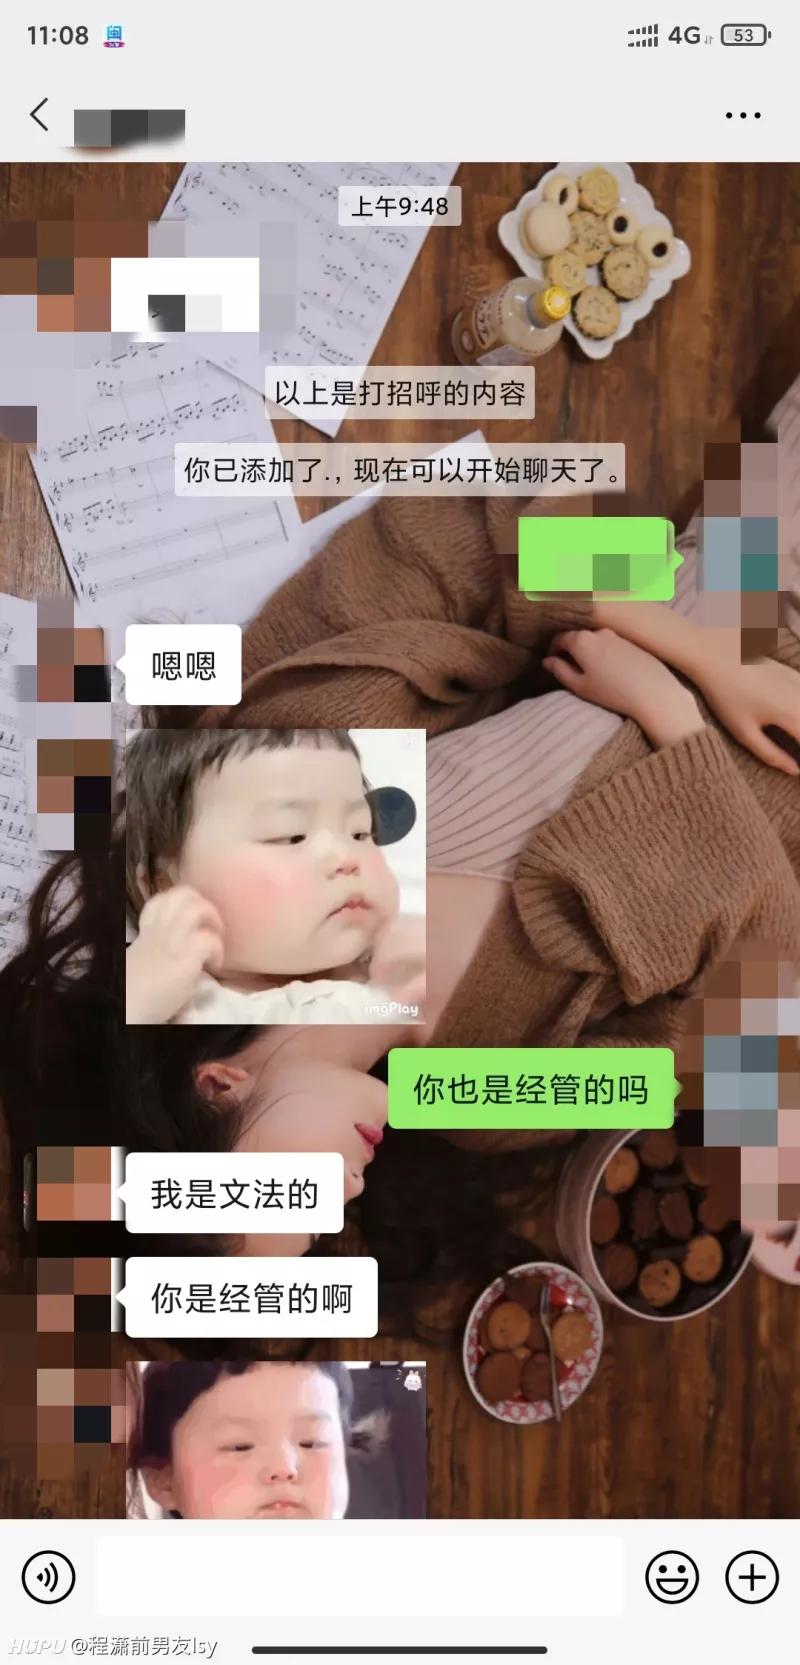 11:08
闽
4G
53
上午9:48
以上是打招呼的内容
你已添加了.，现在可以开始聊天了。
嗯嗯
imgPlay
你也是经管的吗
我是文法的
你是经管的啊
HUPU @程潇前男友lsy